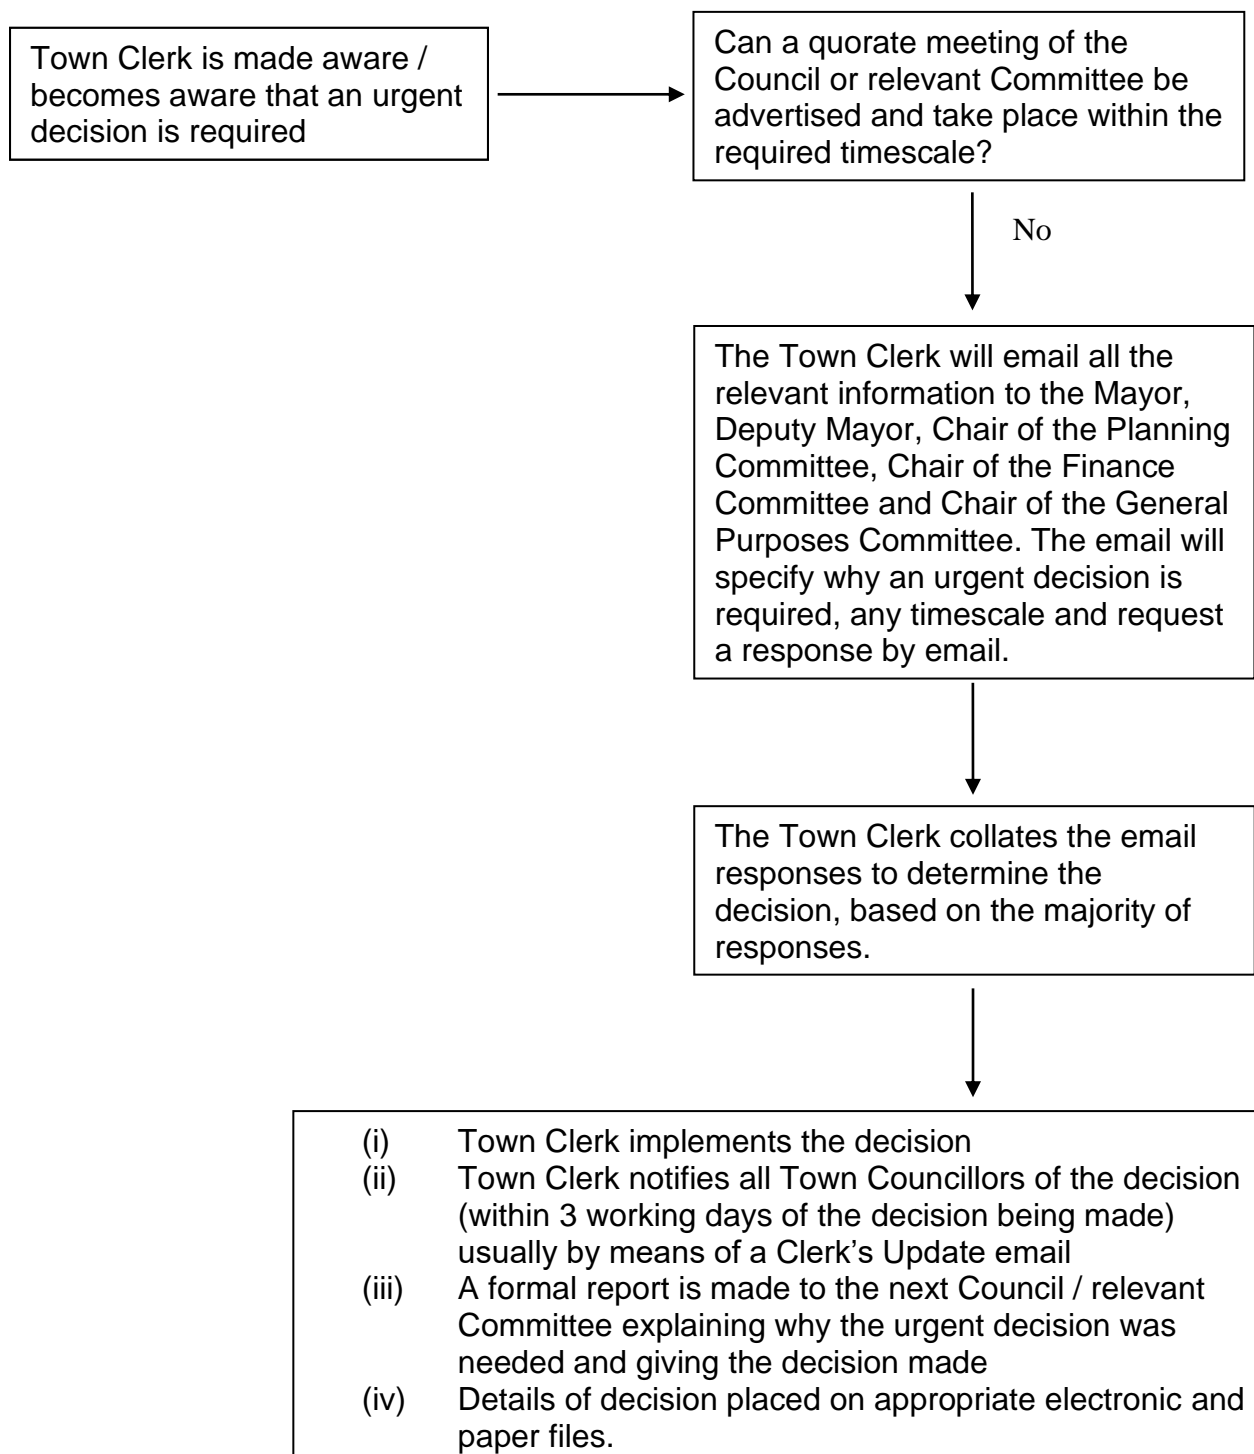 Town Clerk is made aware /
becomes aware that an urgent
decision is required
Can a quorate meeting of the
Council or relevant Committee be
advertised and take place within the
required timescale?
No
The Town Clerk will email all the
relevant information to the Mayor,
Deputy Mayor, Chair of the Planning
Committee, Chair of the Finance
Committee and Chair of the General
Purposes Committee. The email will
specify why an urgent decision is
required, any timescale and request
a response by email.
The Town Clerk collates the email
responses to determine the
decision, based on the majority of
responses.
(i) Town Clerk implements the decision
(ii) Town Clerk notifies all Town Councillors of the decision
(within 3 working days of the decision being made)
usually by means of a Clerk's Update email
(iii) A formal report is made to the next Council / relevant
Committee explaining why the urgent decision was
needed and giving the decision made
(iv) Details of decision placed on appropriate electronic and
paper files.